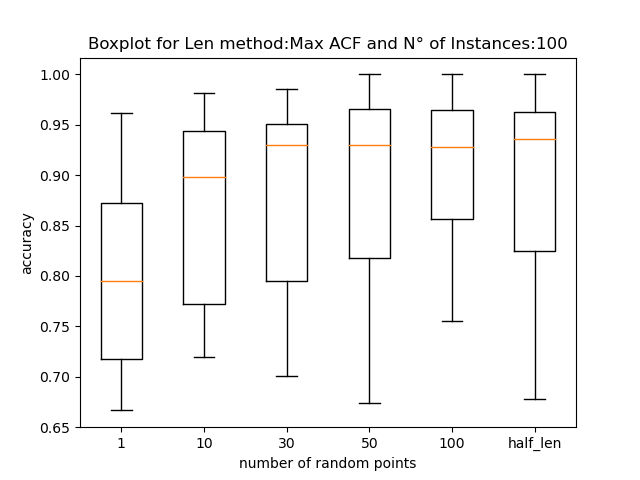 Boxplot for Len method:Max ACF and N° of Instances:100
1.00
0.95
0.90
0.85
0.80
0.75
0.70
0.65
accuracy
1 10 30 50 100 half_len
number of random points